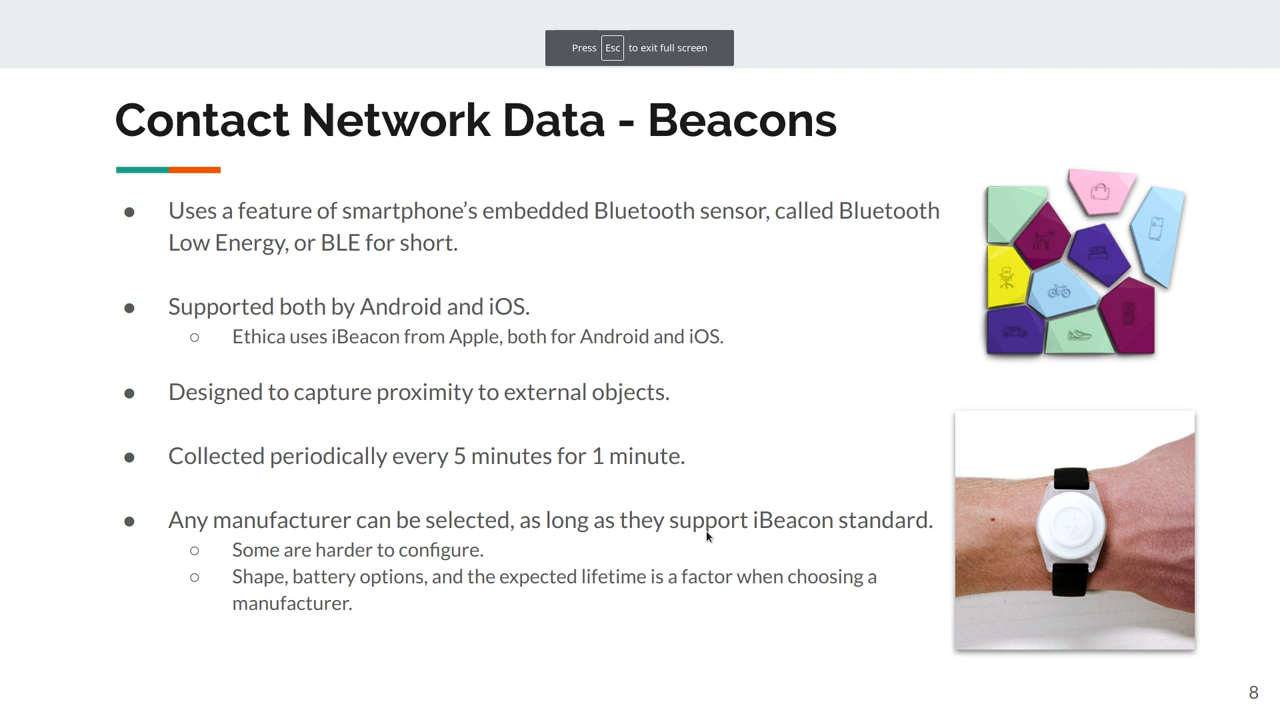 Press Esc to exit full screen
Contact Network Data - Beacons
● Uses a feature of smartphone’s embedded Bluetooth sensor, called Bluetooth
Low Energy, or BLE for short.
● Supported both by Android and iOS.
○ Ethica uses iBeacon from Apple, both for Android and iOS.
● Designed to capture proximity to external objects.
● Collected periodically every 5 minutes for 1 minute.
● Any manufacturer can be selected, as long as they support iBeacon standard.
○ Some are harder to configure.
○ Shape, battery options, and the expected lifetime is a factor when choosing a
manufacturer.
8